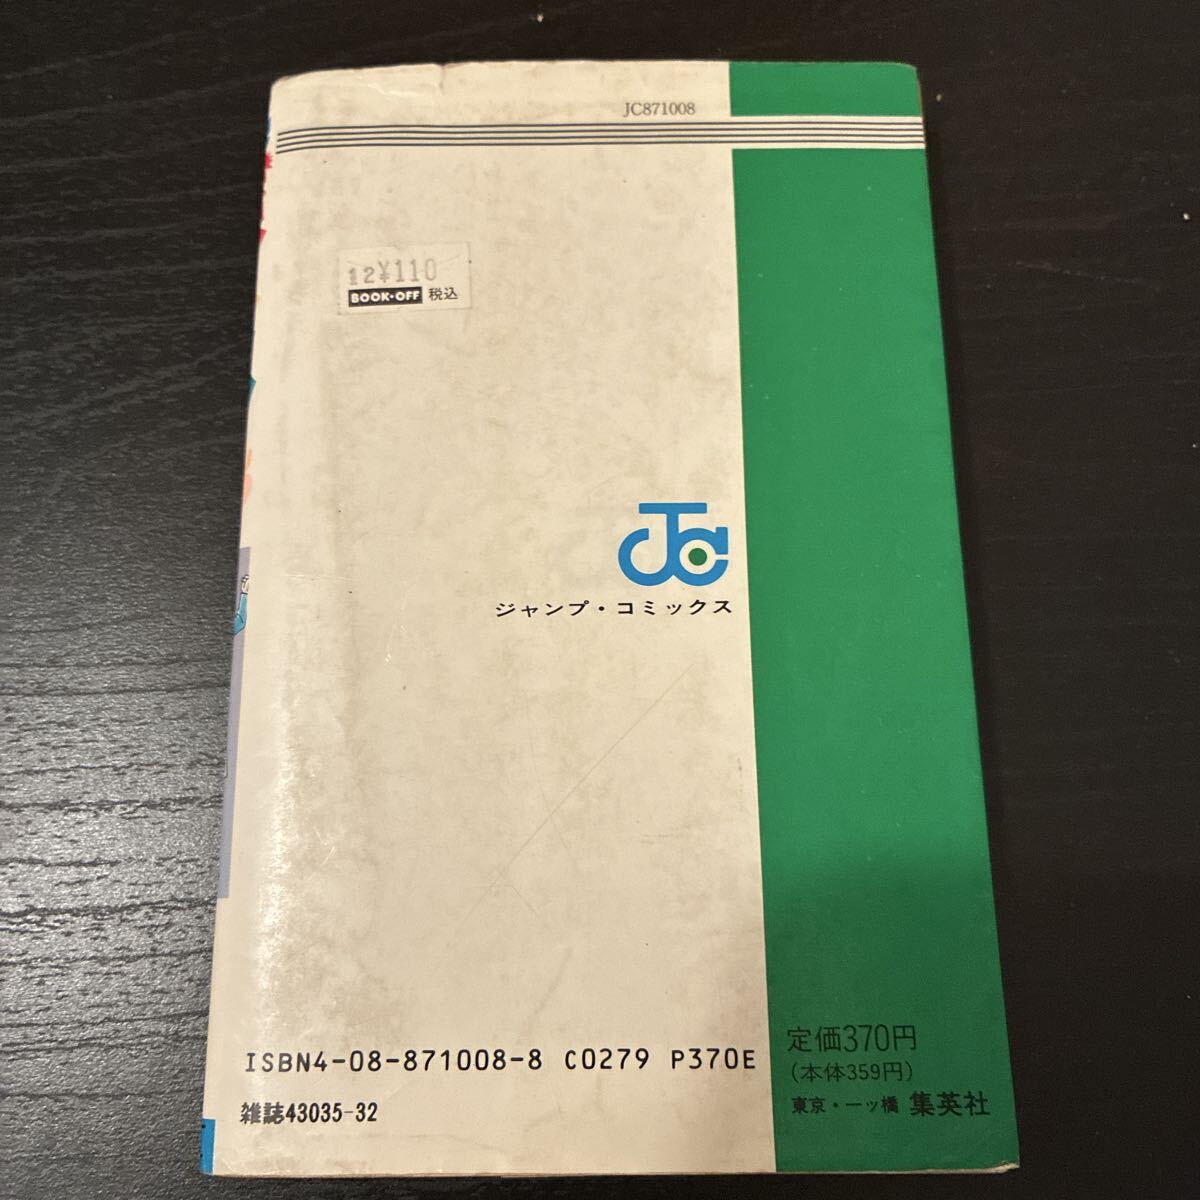 JC871008
12¥110
BOOK・OFF 税込
JC
ジャンプ・コミックス
ISBN4-08-871008-8 C0279 P370E
雑誌43035-32
定価370円
(本体359円)
東京・一ッ橋 集英社